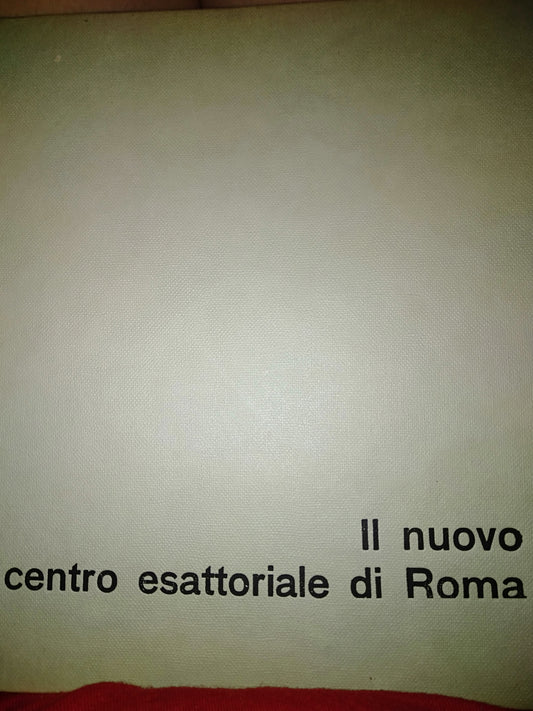 Il nuovo
centro esattoriale di Roma